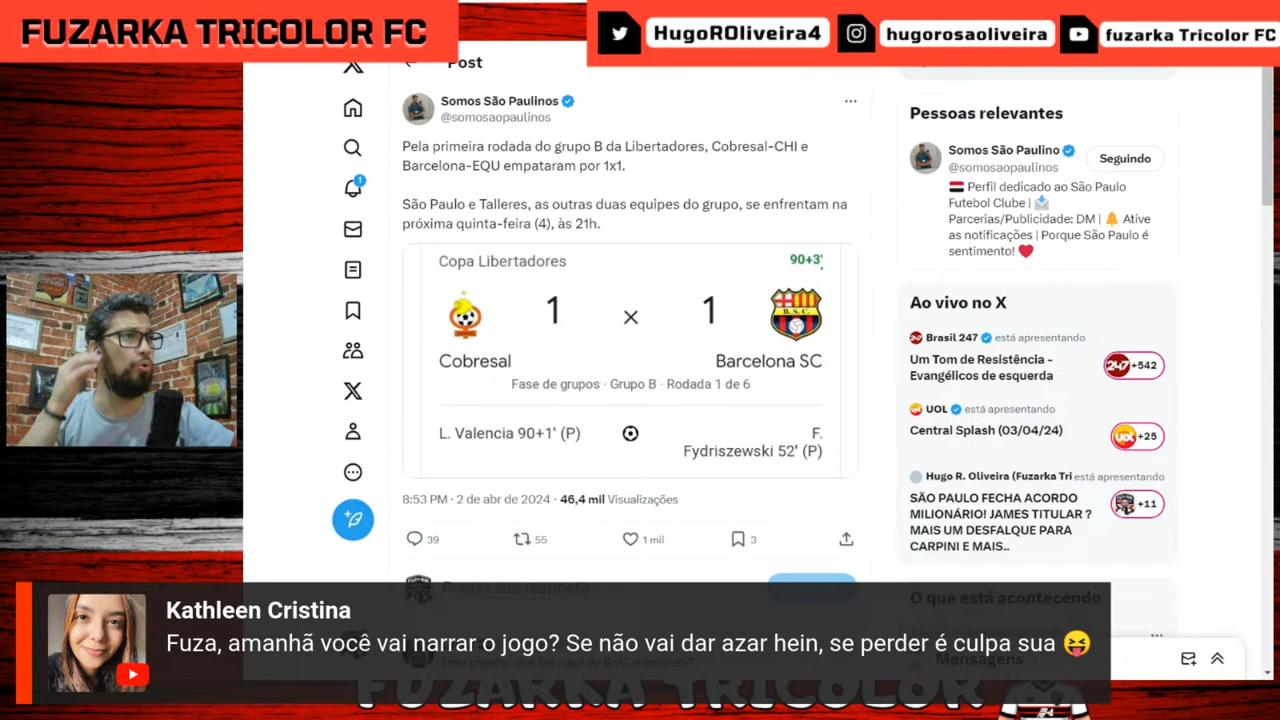 FUZARKA TRICOLOR FC
HugoROliveira4
hugorosaoliveira
fuzarka Tricolor FC
Post
Somos São Paulinos
@somosaopaulinos
Pela primeira rodada do grupo B da Libertadores, Cobresal-CHI e
Barcelona-EQU empataram por 1x1.
São Paulo e Talleres, as outras duas equipes do grupo, se enfrentam na
próxima quinta-feira (4), às 21h.
Copa Libertadores
90+3'
1 × 1
Cobresal
Barcelona SC
Fase de grupos · Grupo B · Rodada 1 de 6
L. Valencia 90+1' (P)
F.
Fydriszewski 52' (P)
8:53 PM · 2 de abr de 2024 · 46,4 mil Visualizações
39
55
1 mil
3
Pessoas relevantes
Somos São Paulino
@somosaopaulinos
Seguindo
Perfil dedicado ao São Paulo
Futebol Clube |
Parcerias/Publicidade: DM | 🔔 Ative
as notificações | Porque São Paulo é
sentimento! ❤️
Ao vivo no X
Brasil 247 está apresentando
Um Tom de Resistência -
Evangélicos de esquerda
247 +542
UOL está apresentando
Central Splash (03/04/24)
UOL +25
Hugo R. Oliveira (Fuzarka Tri está apresentando
SÃO PAULO FECHA ACORDO
MILIONÁRIO! JAMES TITULAR ?
MAIS UM DESFALQUE PARA
CARPINI E MAIS..
+11
O que está acontecendo
Mensagens
Kathleen Cristina
Fuza, amanhã você vai narrar o jogo? Se não vai dar azar hein, se perder é culpa sua 😝
FUZARKA TRICOLOR